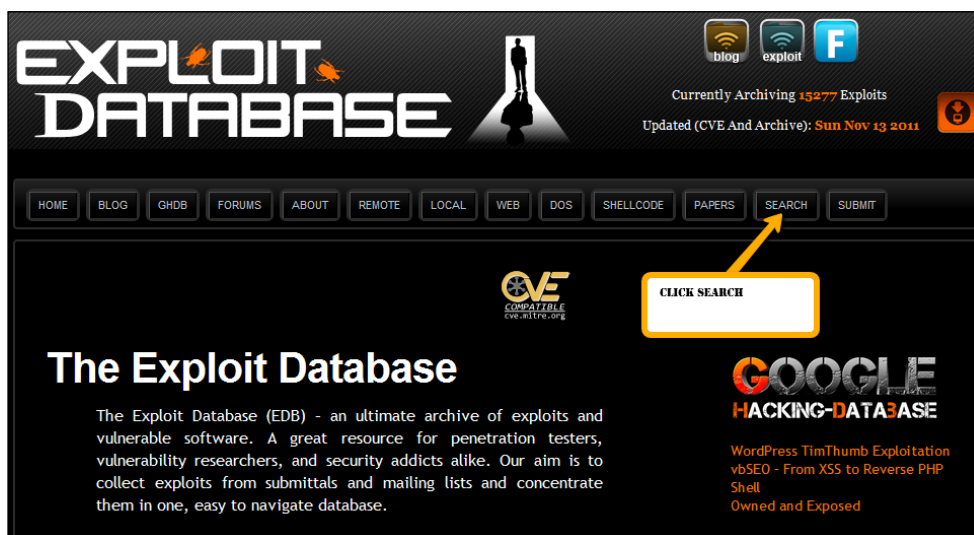 EXPLOIT
DATABASE
blog
exploit
F
Currently Archiving 15277 Exploits
Updated (CVE And Archive): Sun Nov 13 2011
HOME BLOG GHDB FORUMS ABOUT REMOTE LOCAL WEB DOS SHELLCODE PAPERS SEARCH SUBMIT
CLICK SEARCH
CVE
COMPATIBLE
cve.mitre.org
The Exploit Database
The Exploit Database (EDB) – an ultimate archive of exploits and
vulnerable software. A great resource for penetration testers,
vulnerability researchers, and security addicts alike. Our aim is to
collect exploits from submittals and mailing lists and concentrate
them in one, easy to navigate database.
GOOGLE
HACKING-DATA3ASE
WordPress TimThumb Exploitation
vbSEO – From XSS to Reverse PHP
Shell
Owned and Exposed